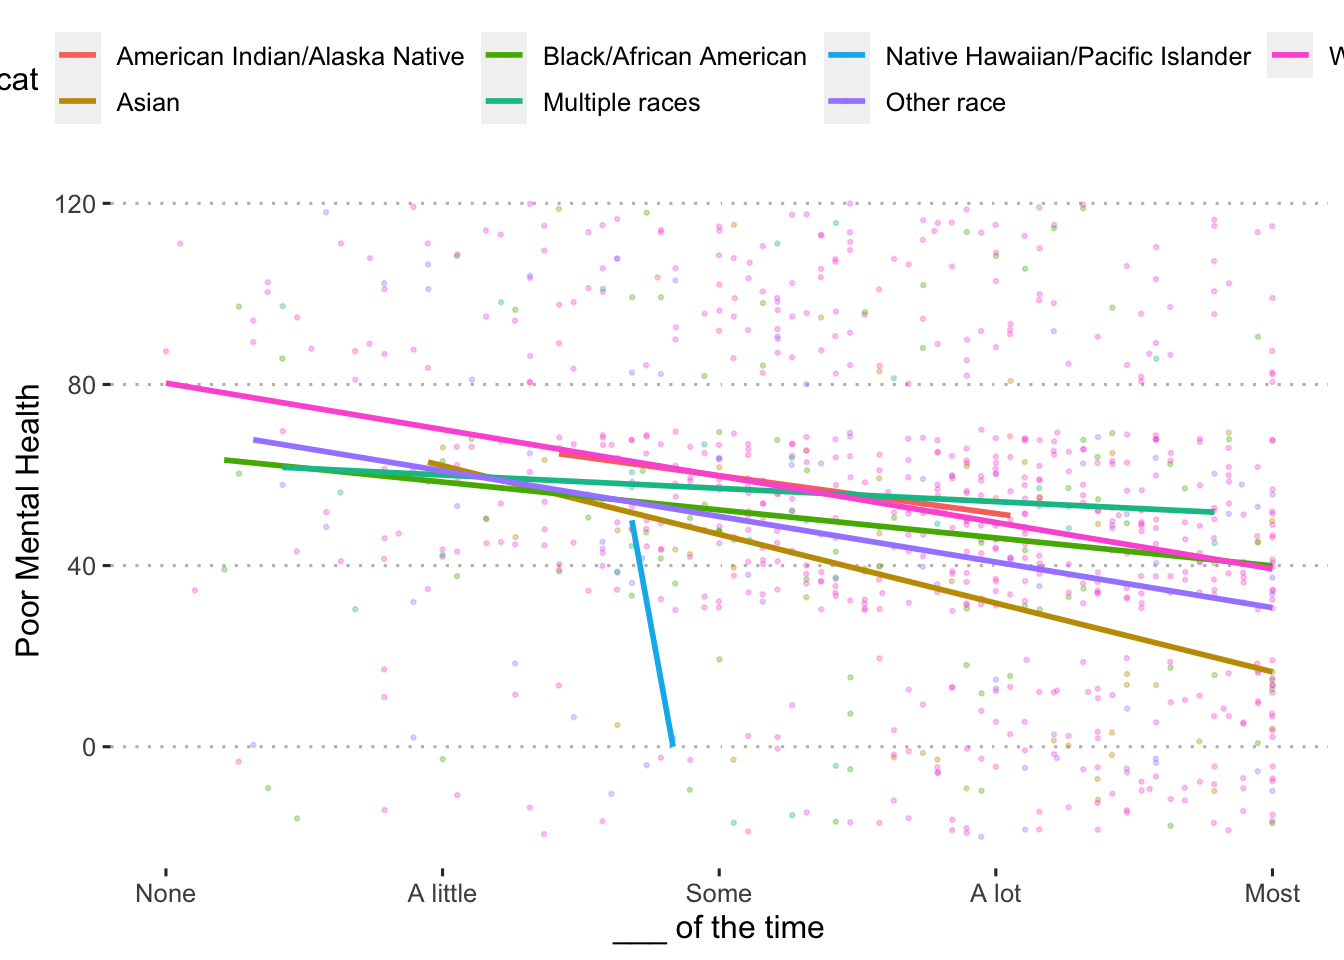 cat
American Indian/Alaska Native
Black/African American
Native Hawaiian/Pacific Islander
Asian
Multiple races
Other race
120
80
40
0
Poor Mental Health
None
A little
Some
A lot
Most
___ of the time